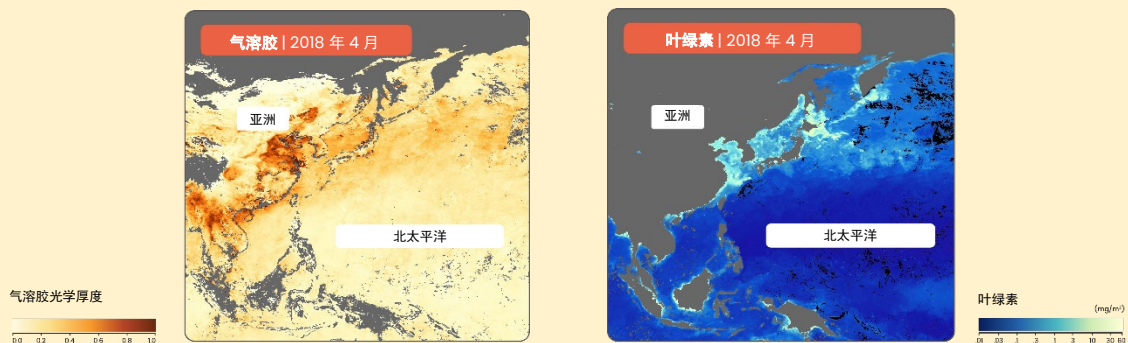 气溶胶 | 2018 年 4 月
亚洲
北太平洋
气溶胶光学厚度
0.0 0.2 0.4 0.6 0.8 1.0
叶绿素 | 2018 年 4 月
亚洲
北太平洋
叶绿素
(mg/m³)
.01 .03 .1 .3 1 3 10 30 60